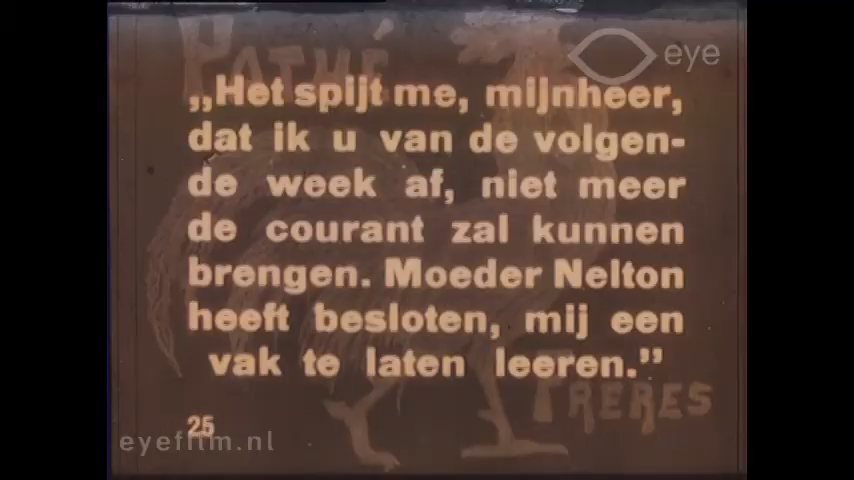 PATHÉ
eye
„Het spijt me, mijnheer,
dat ik u van de volgen-
de week af, niet meer
de courant zal kunnen
brengen. Moeder Nelton
heeft besloten, mij een
vak te laten leeren.”
FRERES
25
eyefilm.nl